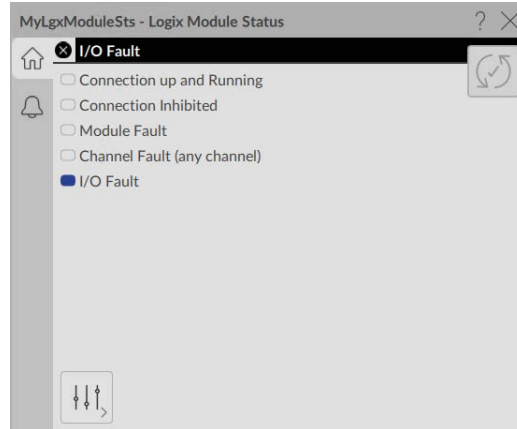 MyLgxModuleSts - Logix Module Status ?
I/O Fault
Connection up and Running
Connection Inhibited
Module Fault
Channel Fault (any channel)
I/O Fault